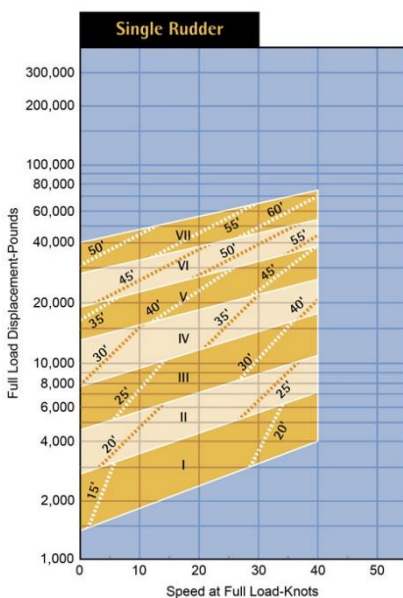 Single Rudder
Full Load Displacement-Pounds
300,000
200,000
100,000
80,000
60,000
40,000
20,000
10,000
8,000
6,000
4,000
2,000
1,000
50'
VII
55'
60'
45'
VI
50'
55'
35'
40'
V
45'
30'
IV
35'
40'
25'
III
30'
20'
II
25'
15'
I
20'
0 10 20 30 40 50
Speed at Full Load-Knots